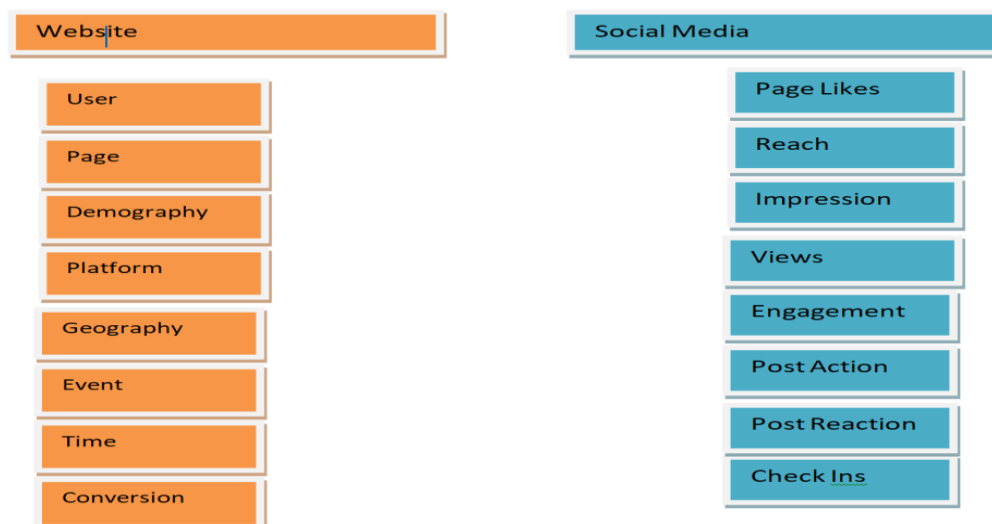 Website
User
Page
Demography
Platform
Geography
Event
Time
Conversion
Social Media
Page Likes
Reach
Impression
Views
Engagement
Post Action
Post Reaction
Check Ins